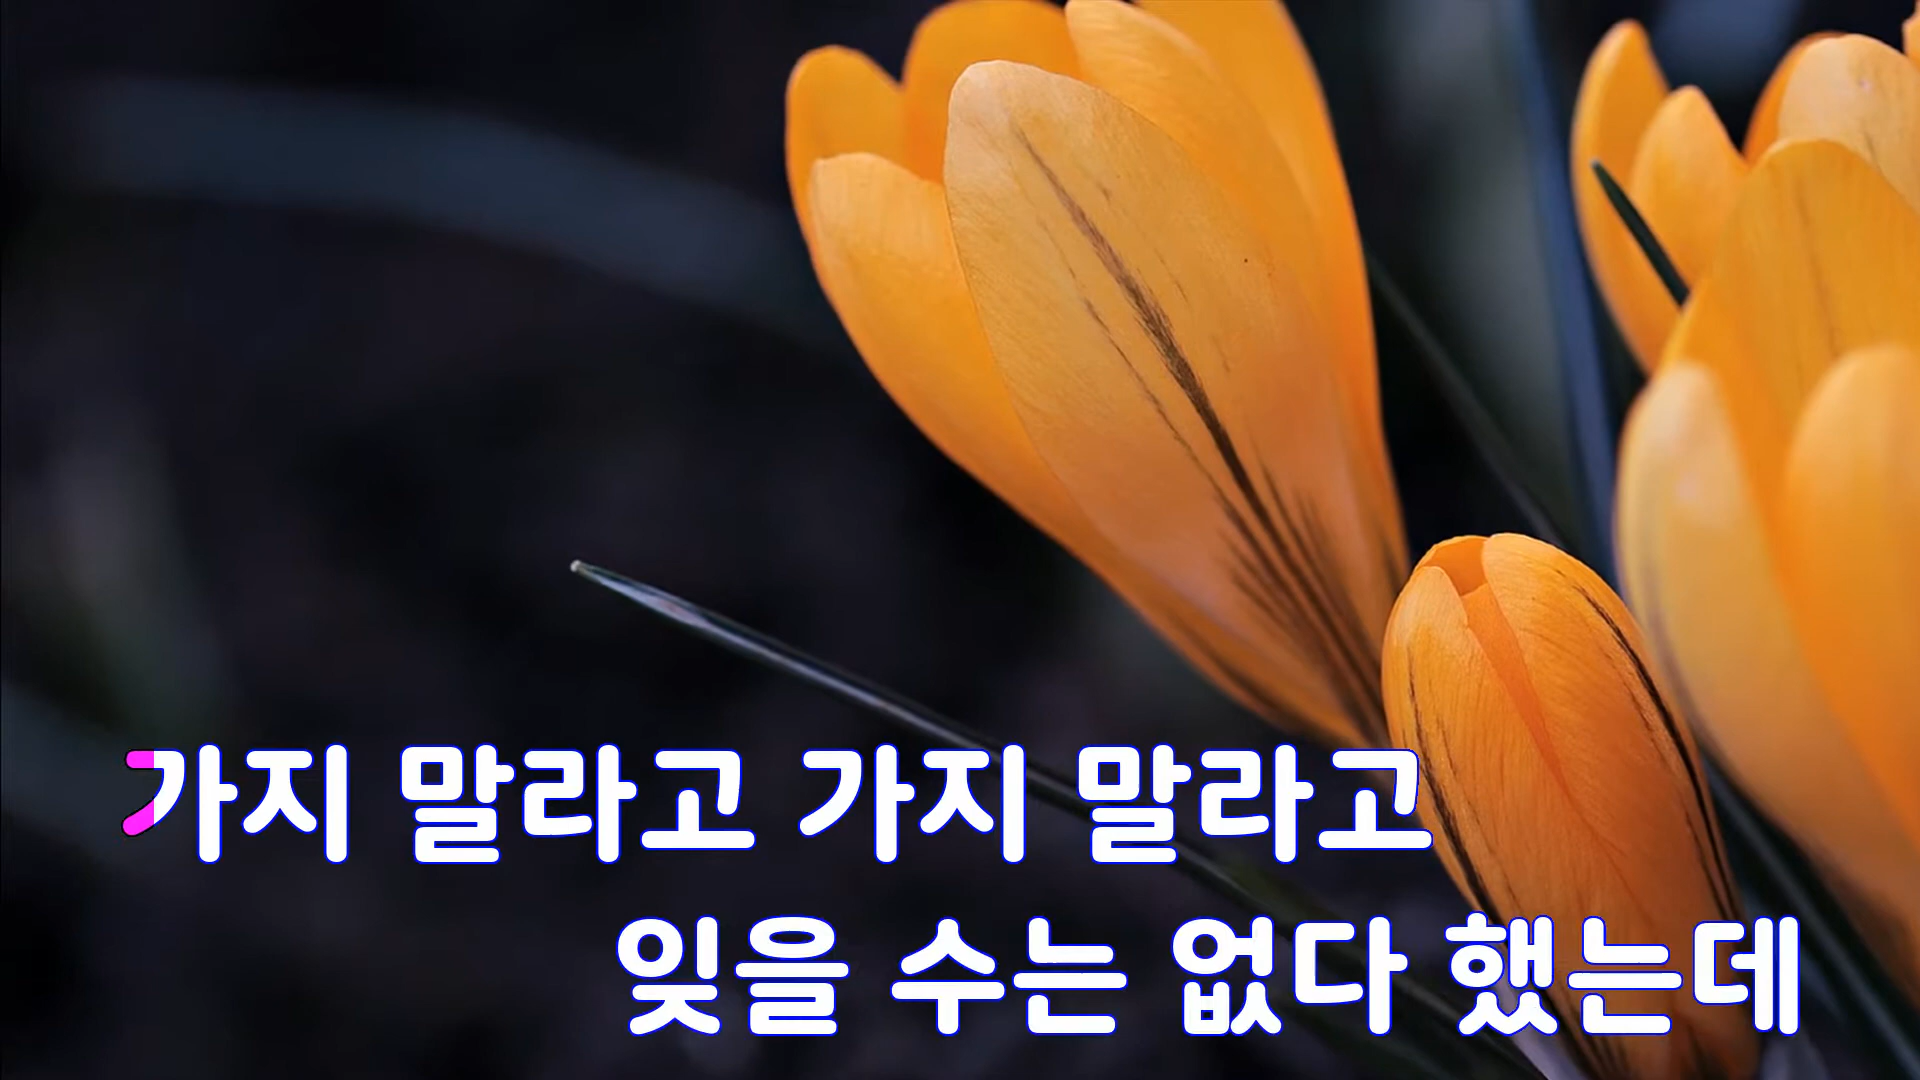 가지 말라고 가지 말라고
잊을 수는 없다 했는데